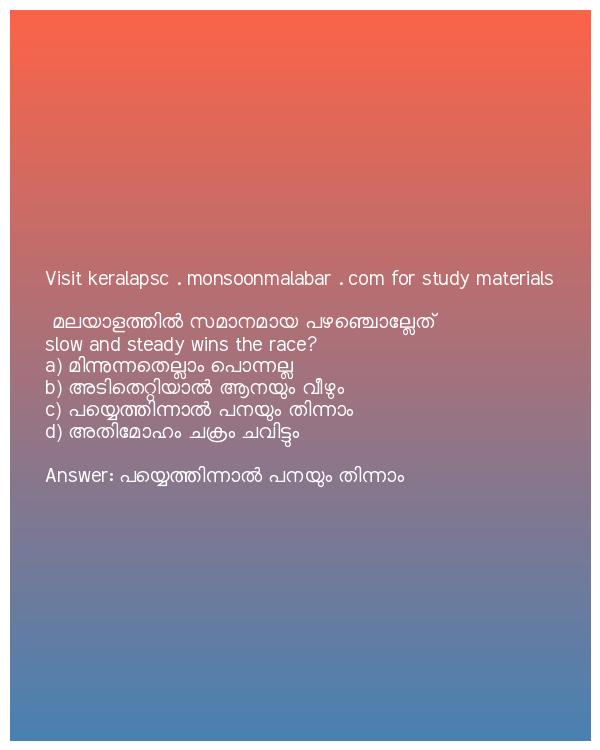 Visit keralapsc . monsoonmalabar . com for study materials
മലയാളത്തിൽ സമാനമായ പഴഞ്ചൊല്ലേത്
slow and steady wins the race?
a) മിന്നുന്നതെല്ലാം പൊന്നല്ല
b) അടിതെറ്റിയാൽ ആനയും വീഴും
c) പയ്യെത്തിന്നാൽ പനയും തിന്നാം
d) അതിമോഹം ചക്രം ചവിട്ടും
Answer: പയ്യെത്തിന്നാൽ പനയും തിന്നാം